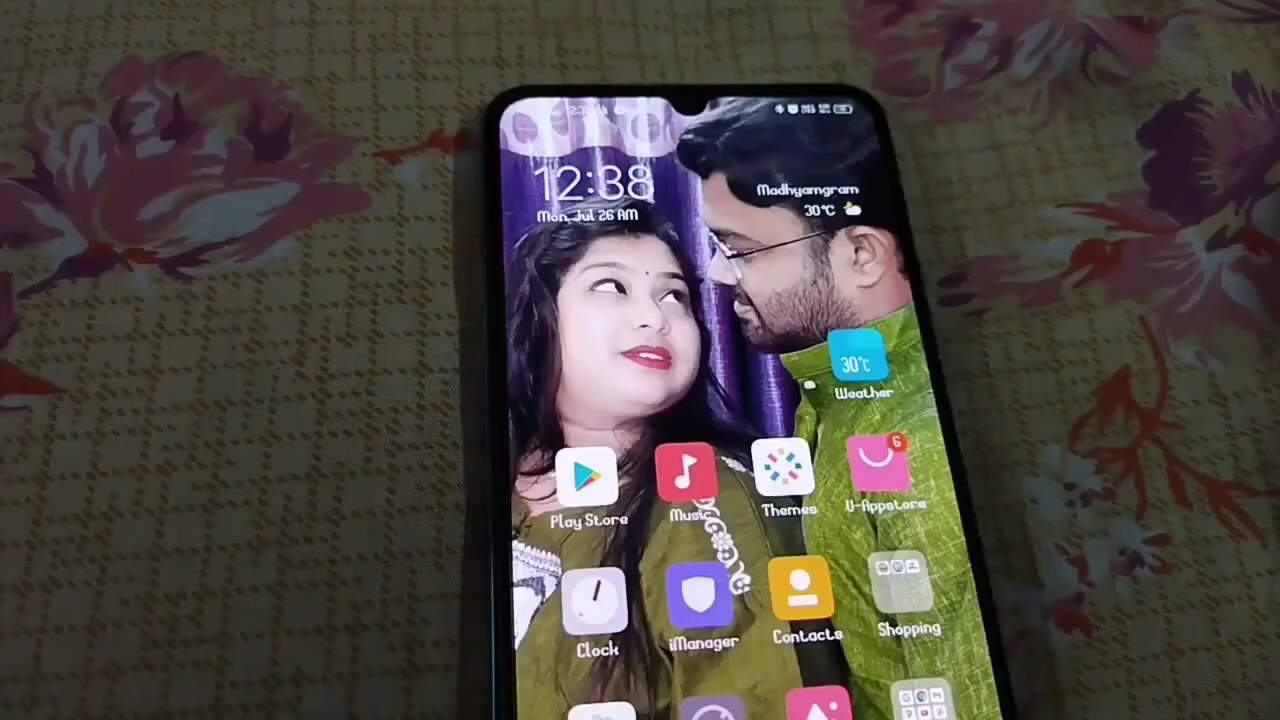 12:38
Mon, Jul 26 AM
Madhyamgram
30°C
30°C
Weather
6
Play Store
Music
Themes
V-Appstore
Clock
iManager
Contacts
Shopping